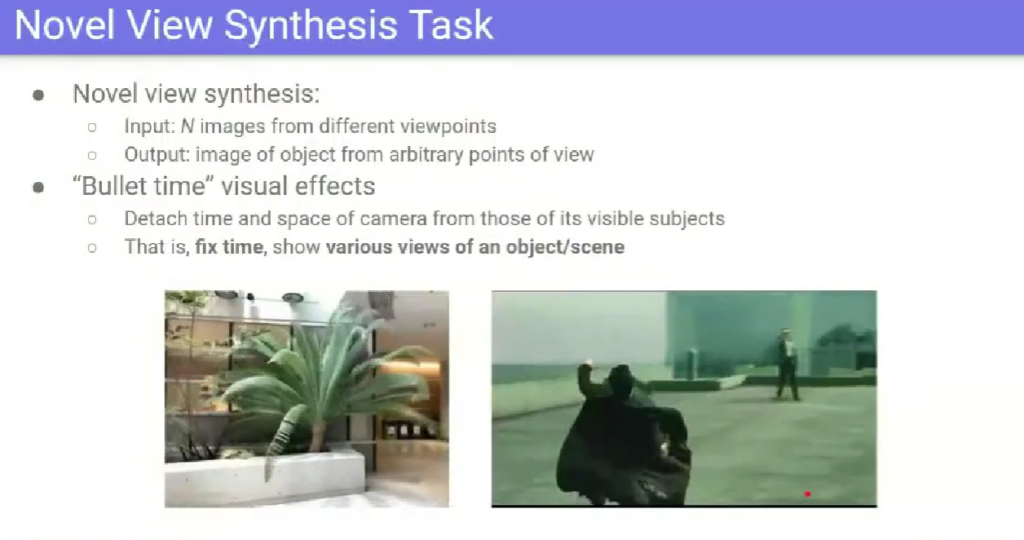 Novel View Synthesis Task
● Novel view synthesis:
○ Input: N images from different viewpoints
○ Output: image of object from arbitrary points of view
● “Bullet time” visual effects
○ Detach time and space of camera from those of its visible subjects
○ That is, fix time, show various views of an object/scene